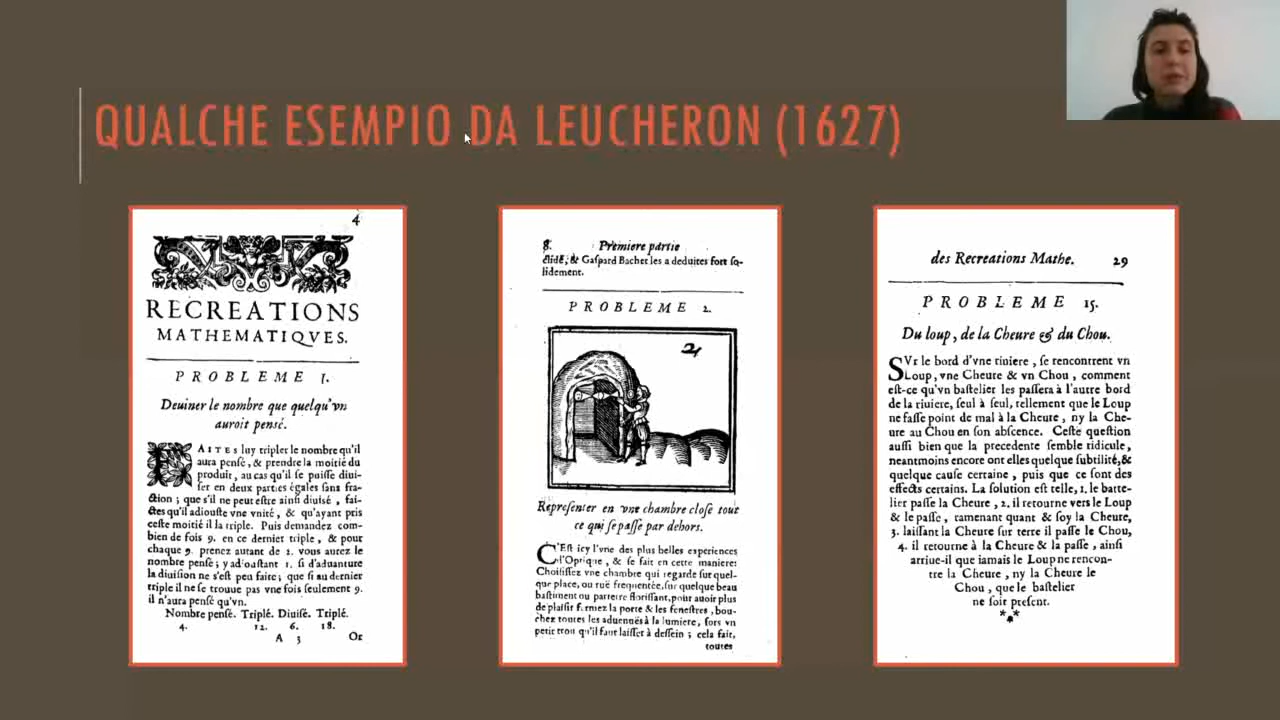 QUALCHE ESEMPIO DA LEUCHERON (1627)
4
RECREATIONS
MATHEMATIQVES.
PROBLEME I.
Deuiner le nombre que quelqu'vn
auroit pensé.
FAITES luy tripler le nombre qu'il
aura pensé, & prendre la moitié du
produit, au cas qu'il se puisse diui-
ser en deux parties égales sans fra-
ction ; que s'il ne peut estre ainsi diuisé, fai-
ctes qu'il adiouste vne vnité, & qu'ayant pris
ceste moitié il la triple. Puis demandez com-
bien de fois 9. en ce dernier triple, & pour
chaque 9. prenez autant de 2. vous aurez le
nombre pensé ; y adioustant 1. si d'aduanture
la diuision ne s'est peu faire ; que si au dernier
triple il ne se trouue pas vne fois seulement 9.
il n'aura pensé qu'vn.
Nombre pensé. Triplé. Diuisé. Triplé.
4. 12. 6. 18.
A 3 Or
8. Premiere partie
& Gaspard Bachet les a deduites fort so-
lidement.
PROBLEME 2.
Representer en vne chambre close tout
ce qui se passe par dehors.
C'Est icy l'vne des plus belles experiences
d'Optique, & se fait en cette maniere:
Choisissez vne chambre qui regarde sur quel-
que place, ou ruë frequentée, sur quelque beau
bastiment ou parterre florissant, pour auoir plus
de plaisir fermez la porte & les fenestres, bou-
chez toutes les aduenuës à la lumiere, fors vn
petit trou qu'il faut laisser à dessein ; cela fait,
toutes
des Recreations Mathe. 29
PROBLEME 15.
Du loup, de la Cheure & du Chou.
SVr le bord d'vne riuiere, se rencontrent vn
Loup, vne Cheure & vn Chou, comment
est-ce qu'vn bastelier les passera à l'autre bord
de la riuiere, seul à seul, tellement que le Loup
ne fasse point de mal à la Cheure, ny la Che-
ure au Chou en son abscence. Ceste question
aussi bien que la precedente semble ridicule,
neantmoins encore ont elles quelque subtilité, &
quelque cause certaine, puis que ce sont des
effects certains. La solution est telle, 1. le batte-
lier passe la Cheure, 2. il retourne vers le Loup
& le passe, ramenant quant & soy la Cheure,
3. laissant la Cheure sur terre il passe le Chou,
4. il retourne à la Cheure & la passe, ainsi
arriue-il que iamais le Loup ne rencon-
tre la Cheure, ny la Cheure le
Chou, que le bastelier
ne soit present.